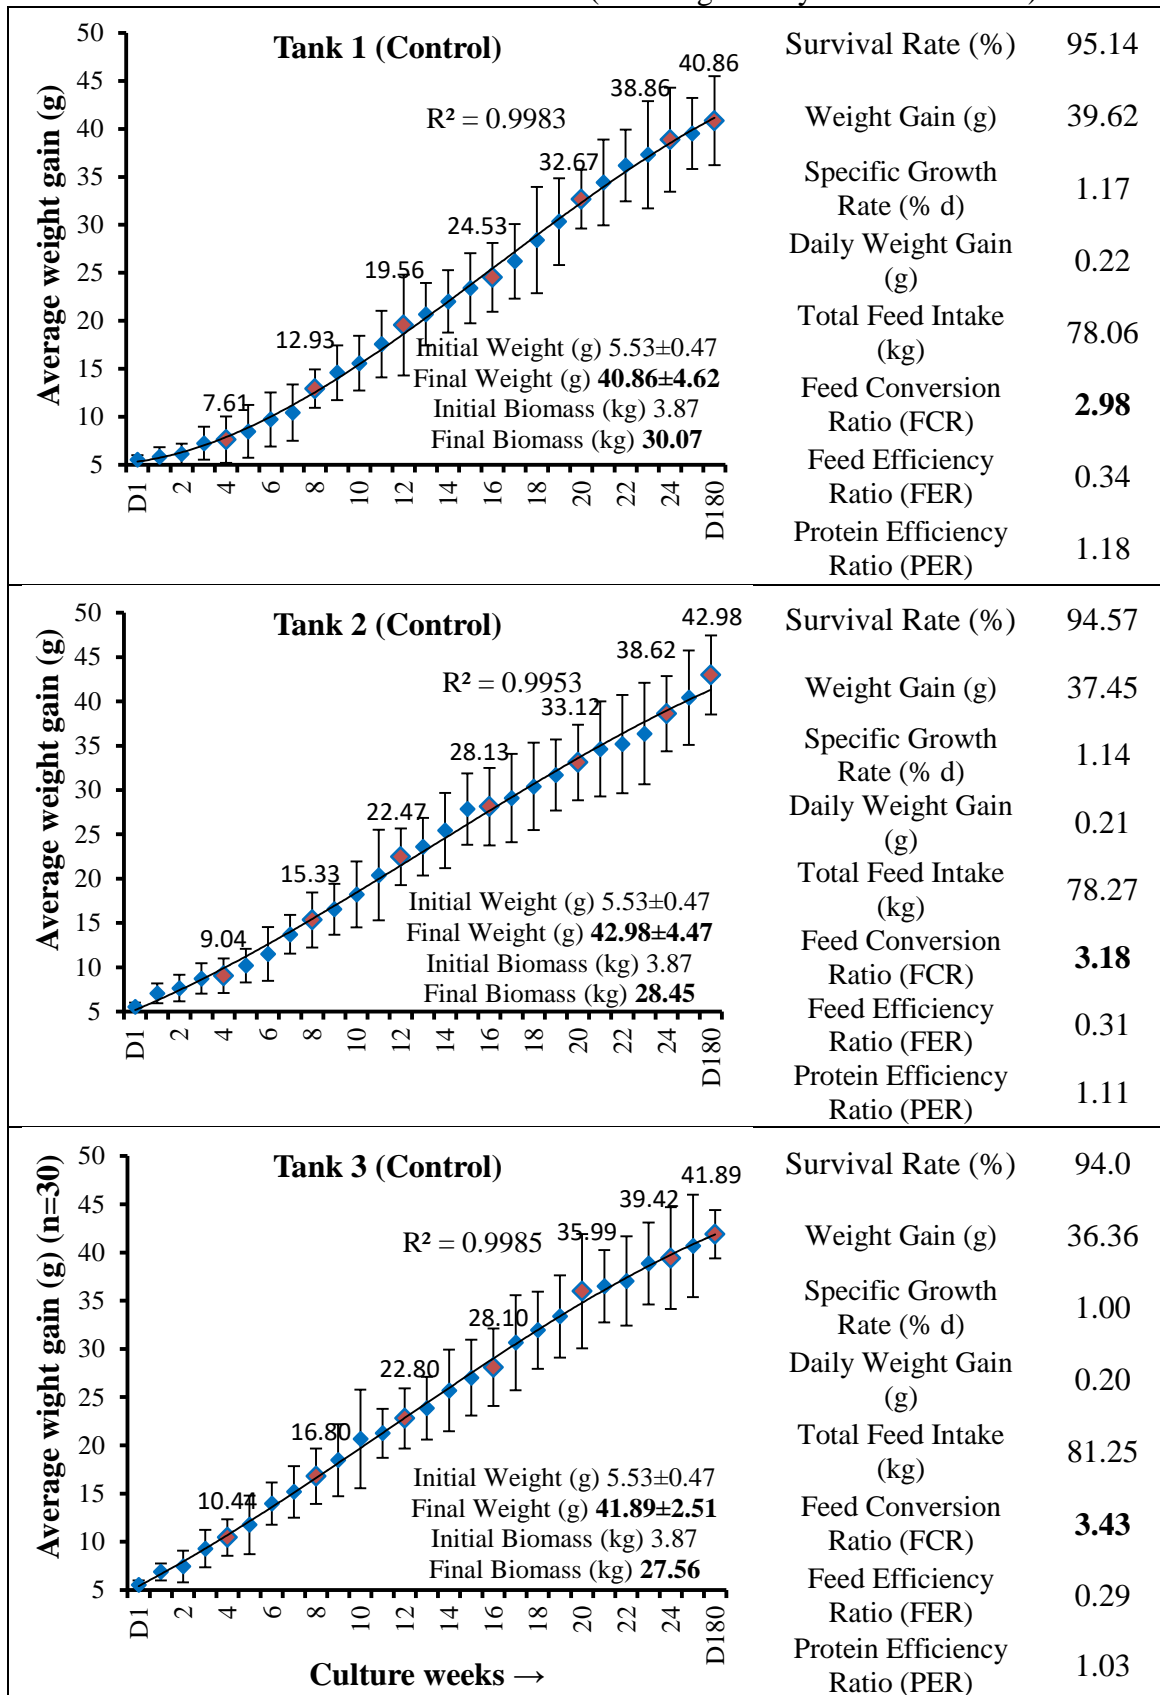 50
45
40
35
30
25
20
15
10
5
Average weight gain (g)
Tank 1 (Control)
R² = 0.9983
7.61
12.93
19.56
24.53
32.67
38.86
40.86
Initial Weight (g) 5.53±0.47
Final Weight (g) 40.86±4.62
Initial Biomass (kg) 3.87
Final Biomass (kg) 30.07
D1
2
4
6
8
10
12
14
16
18
20
22
24
D180
Survival Rate (%) 95.14
Weight Gain (g) 39.62
Specific Growth
Rate (% d) 1.17
Daily Weight Gain
(g) 0.22
Total Feed Intake
(kg) 78.06
Feed Conversion
Ratio (FCR) 2.98
Feed Efficiency
Ratio (FER) 0.34
Protein Efficiency
Ratio (PER) 1.18
50
45
40
35
30
25
20
15
10
5
Average weight gain (g)
Tank 2 (Control)
R² = 0.9953
9.04
15.33
22.47
28.13
33.12
38.62
42.98
Initial Weight (g) 5.53±0.47
Final Weight (g) 42.98±4.47
Initial Biomass (kg) 3.87
Final Biomass (kg) 28.45
D1
2
4
6
8
10
12
14
16
18
20
22
24
D180
Survival Rate (%) 94.57
Weight Gain (g) 37.45
Specific Growth
Rate (% d) 1.14
Daily Weight Gain
(g) 0.21
Total Feed Intake
(kg) 78.27
Feed Conversion
Ratio (FCR) 3.18
Feed Efficiency
Ratio (FER) 0.31
Protein Efficiency
Ratio (PER) 1.11
50
45
40
35
30
25
20
15
10
5
Average wight gain (g) (n=30)
Tank 3 (Control)
R² = 0.9985
10.44
16.80
22.80
28.10
35.99
39.42
41.89
Initial Weight (g) 5.53±0.47
Final Weight (g) 41.89±2.51
Initial Biomass (kg) 3.87
Final Biomass (kg) 27.56
D1
2
4
6
8
10
12
14
16
18
20
22
24
D180
Culture weeks →
Survival Rate (%) 94.0
Weight Gain (g) 36.36
Specific Growth
Rate (% d) 1.00
Daily Weight Gain
(g) 0.20
Total Feed Intake
(kg) 81.25
Feed Conversion
Ratio (FCR) 3.43
Feed Efficiency
Ratio (FER) 0.29
Protein Efficiency
Ratio (PER) 1.03